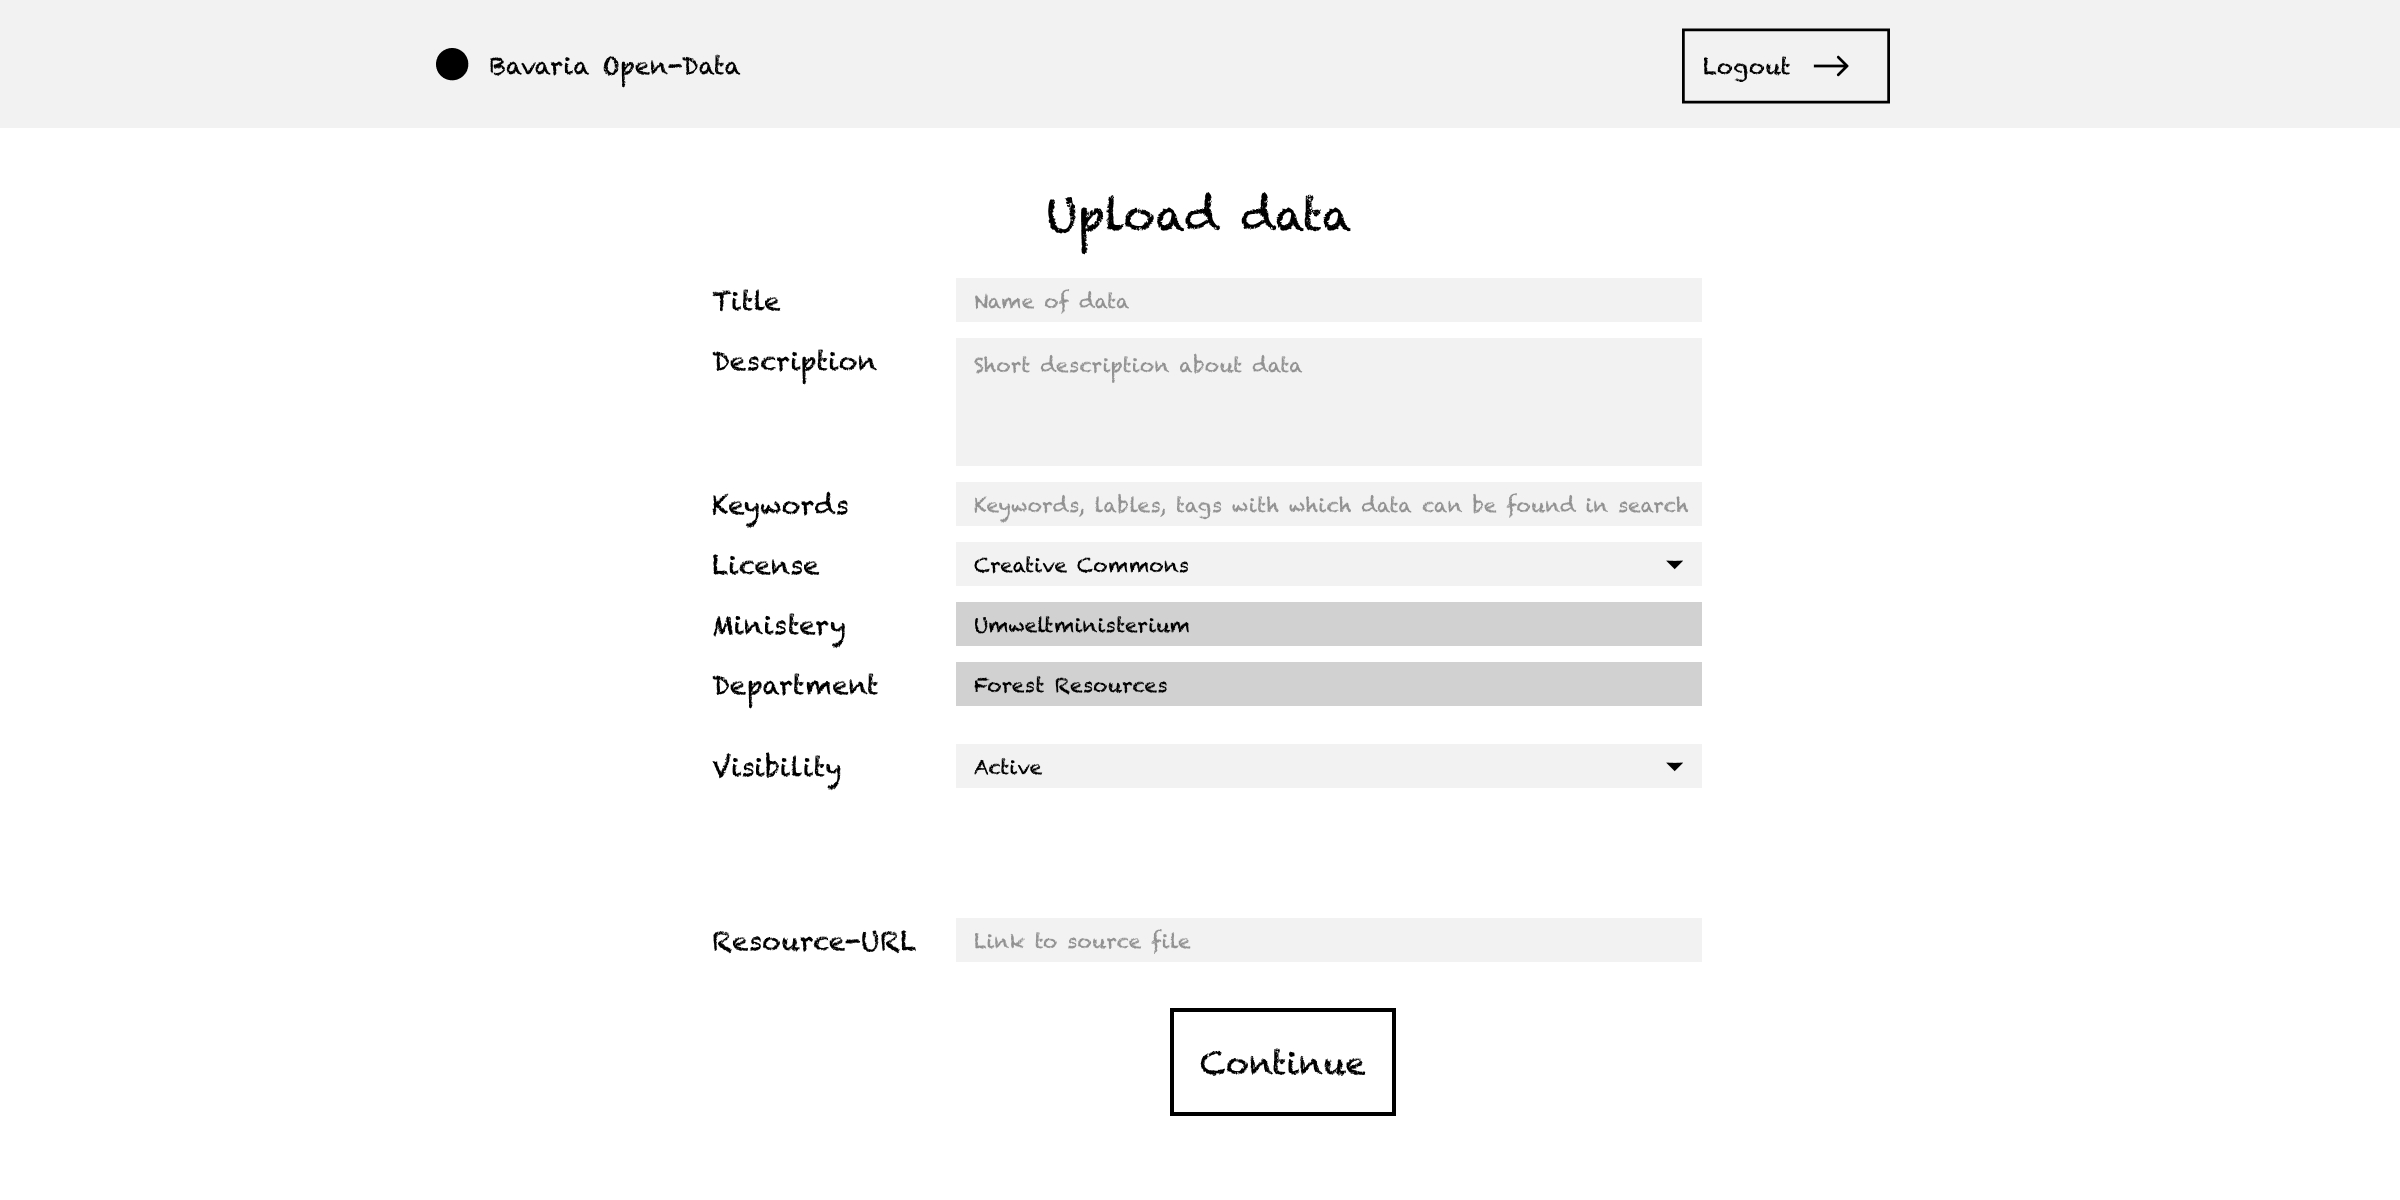 Bavaria Open-Data
Logout
Upload data
Title
Name of data
Description
Short description about data
Keywords
Keywords, lables, tags with which data can be found in search
License
Creative Commons
Ministery
Umweltministerium
Department
Forest Resources
Visibility
Active
Resource-URL
Link to source file
Continue